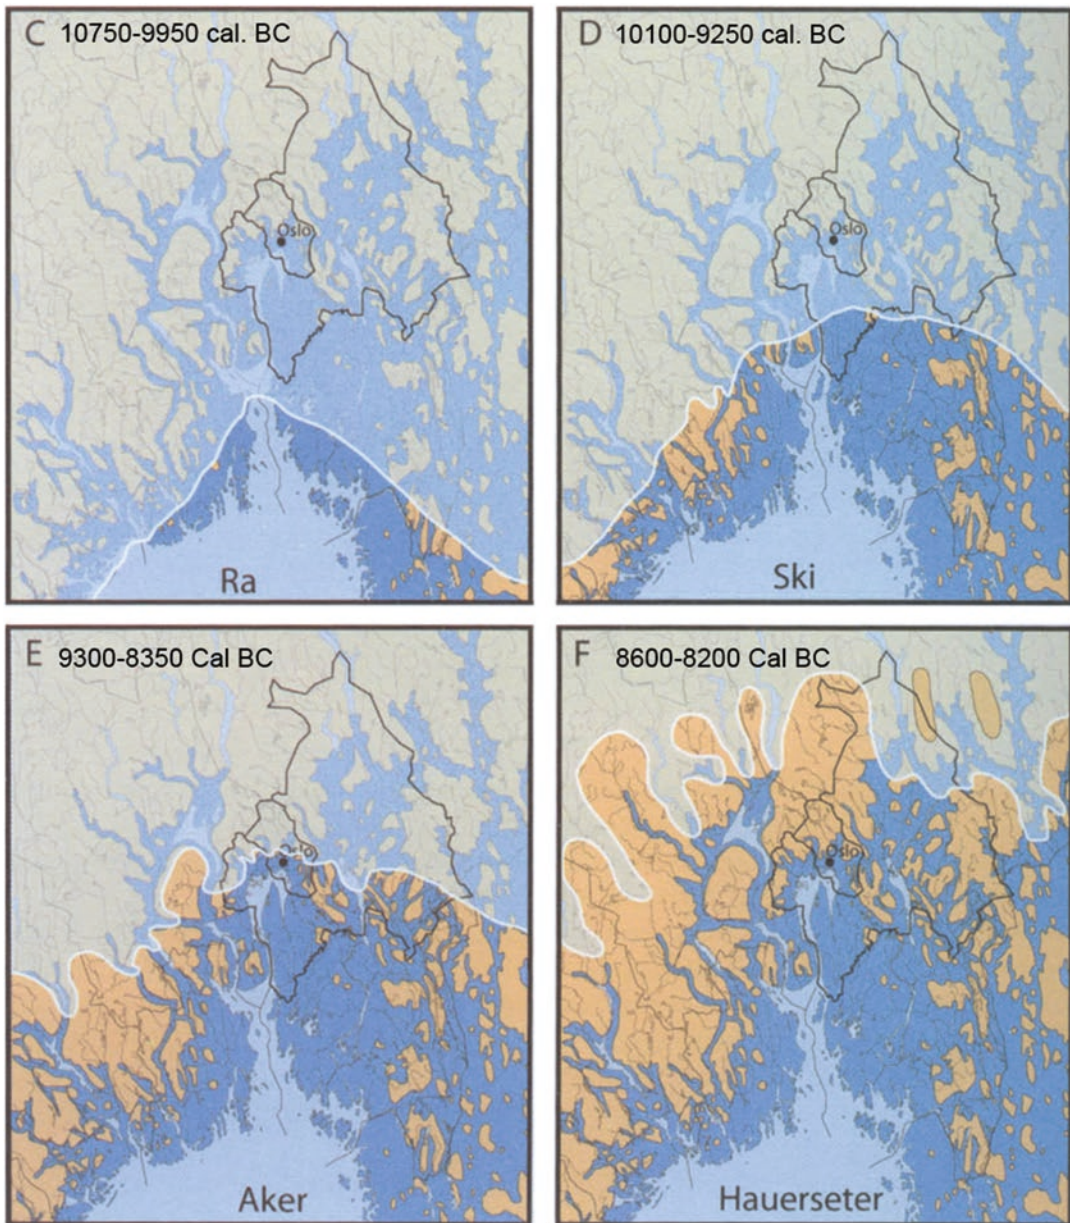 C 10750-9950 cal. BC
Oslo
Ra
D 10100-9250 cal. BC
Oslo
Ski
E 9300-8350 Cal BC
Oslo
Aker
F 8600-8200 Cal BC
Oslo
Hauerseter